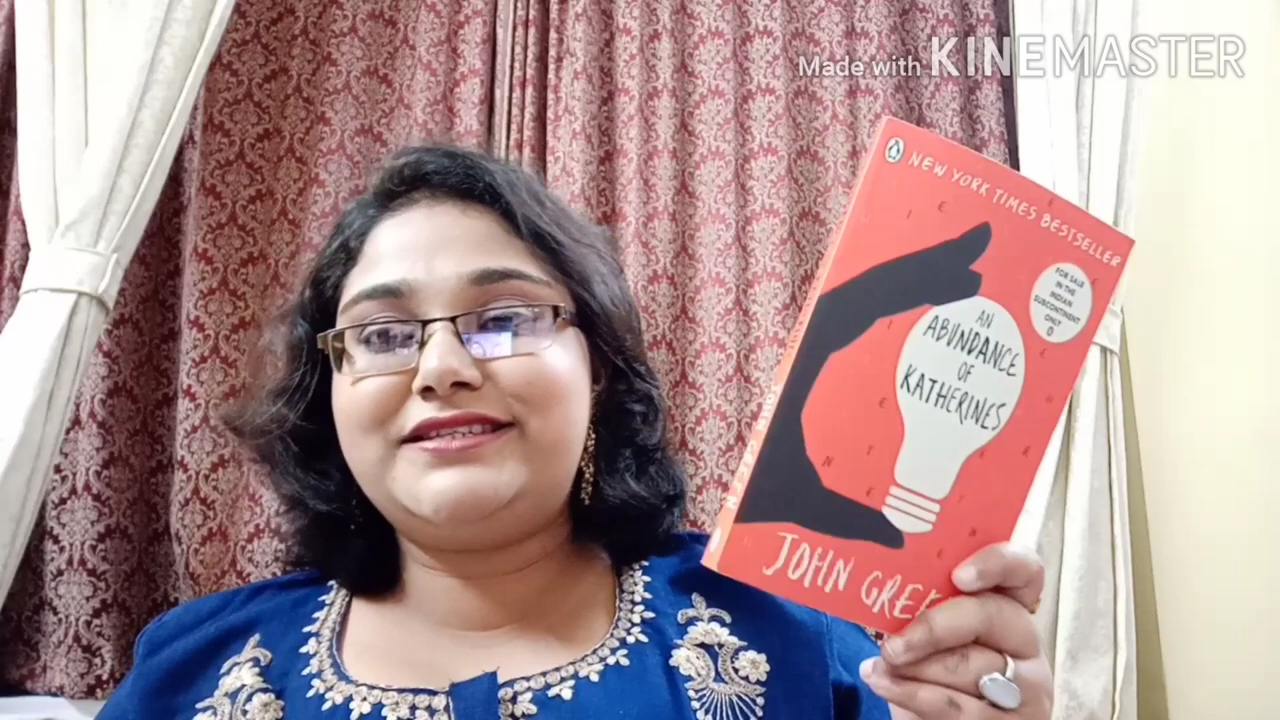 Made with KINEMASTER
NEW YORK TIMES BESTSELLER
FOR SALE
IN THE
INDIAN
SUBCONTINENT
ONLY
AN
ABUNDANCE
OF
KATHERINES
JOHN GREE